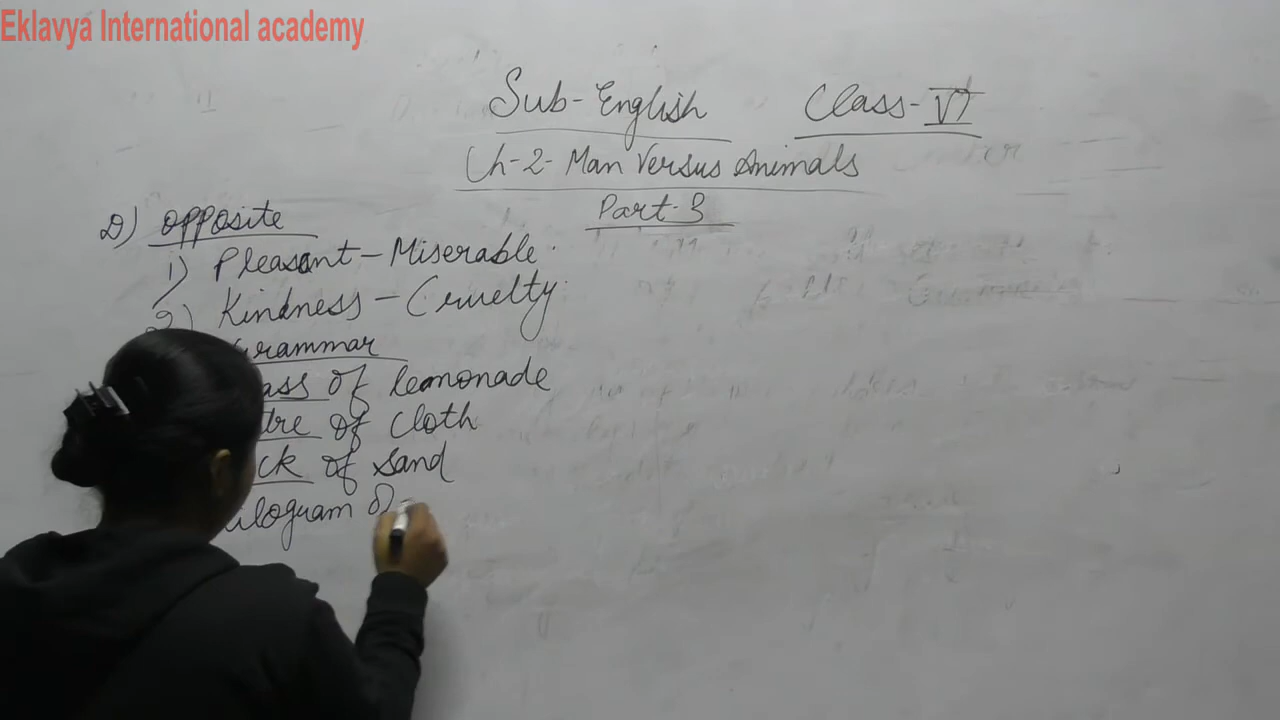 Eklavya International academy
Sub-English Class-VI
Ch-2-Man Versus Animals
Part-3
D) opposite
1) Pleasant-Miserable.
2) Kindness-Cruelty.
Grammar
of lemonade
of cloth
of sand